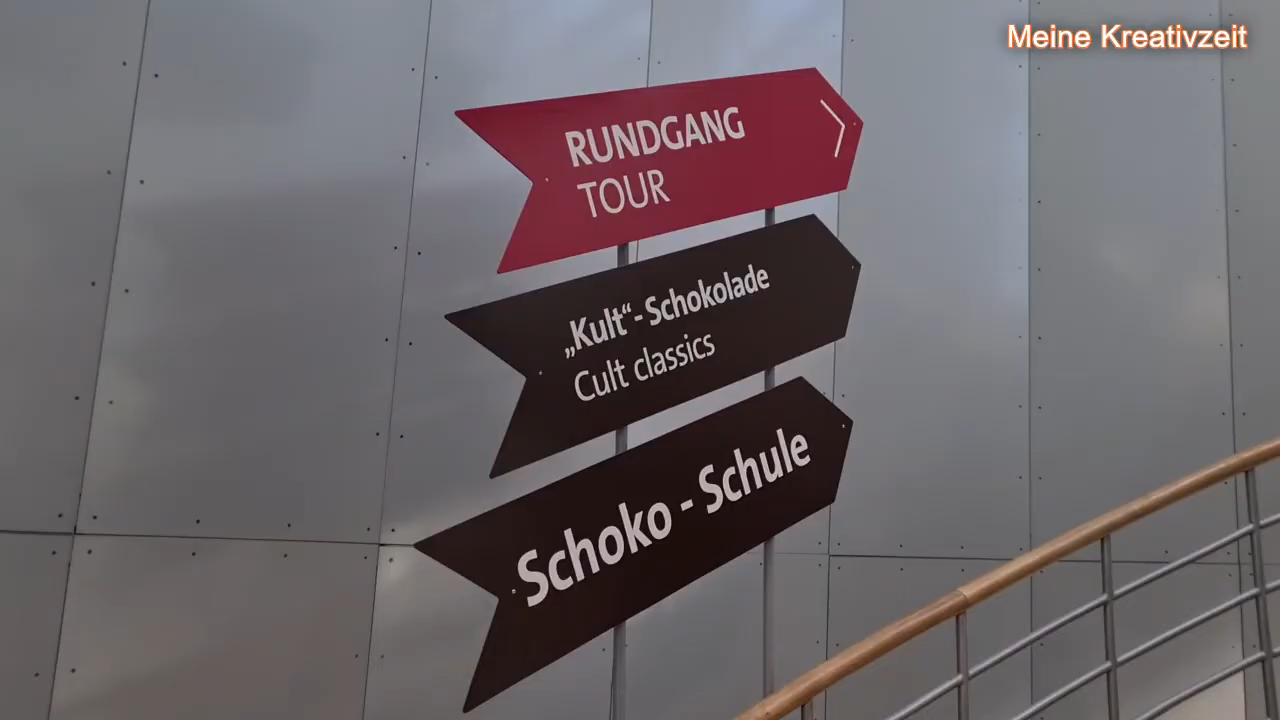 Meine Kreativzeit
RUNDGANG
TOUR
„Kult“-Schokolade
Cult classics
Schoko - Schule